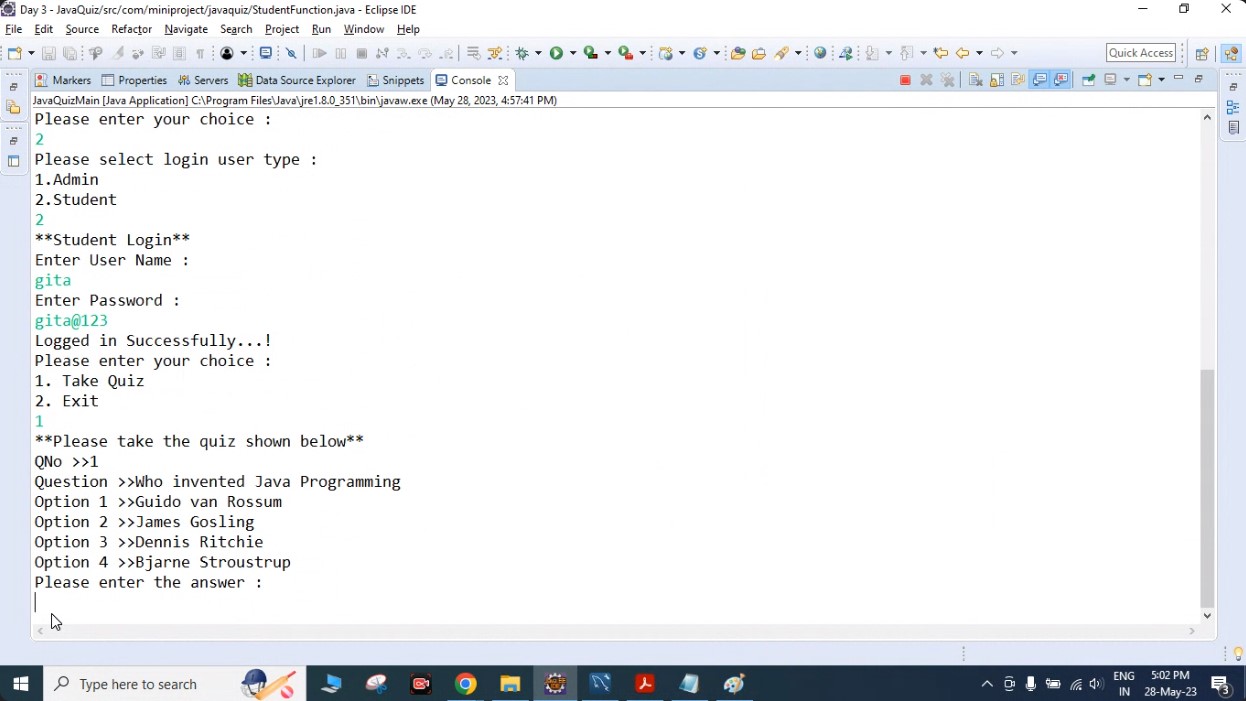 Day 3 - JavaQuiz/src/com/miniproject/javaquiz/StudentFunction.java - Eclipse IDE
File Edit Source Refactor Navigate Search Project Run Window Help
Quick Access
Markers Properties Servers Data Source Explorer Snippets Console
JavaQuizMain [Java Application] C:\Program Files\Java\jre1.8.0_351\bin\javaw.exe (May 28, 2023, 4:57:41 PM)
Please enter your choice :
2
Please select login user type :
1.Admin
2.Student
2
**Student Login**
Enter User Name :
gita
Enter Password :
gita@123
Logged in Successfully...!
Please enter your choice :
1. Take Quiz
2. Exit
1
**Please take the quiz shown below**
QNo >>1
Question >>Who invented Java Programming
Option 1 >>Guido van Rossum
Option 2 >>James Gosling
Option 3 >>Dennis Ritchie
Option 4 >>Bjarne Stroustrup
Please enter the answer :
Type here to search
ENG
IN
5:02 PM
28-May-23
3